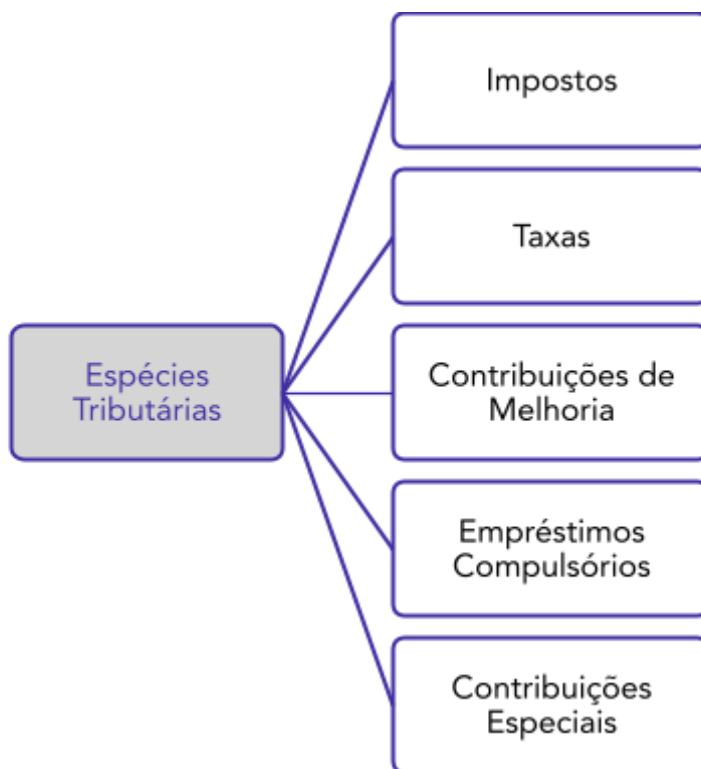 Impostos
Taxas
Espécies
Tributárias
Contribuições de
Melhoria
Empréstimos
Compulsórios
Contribuições
Especiais